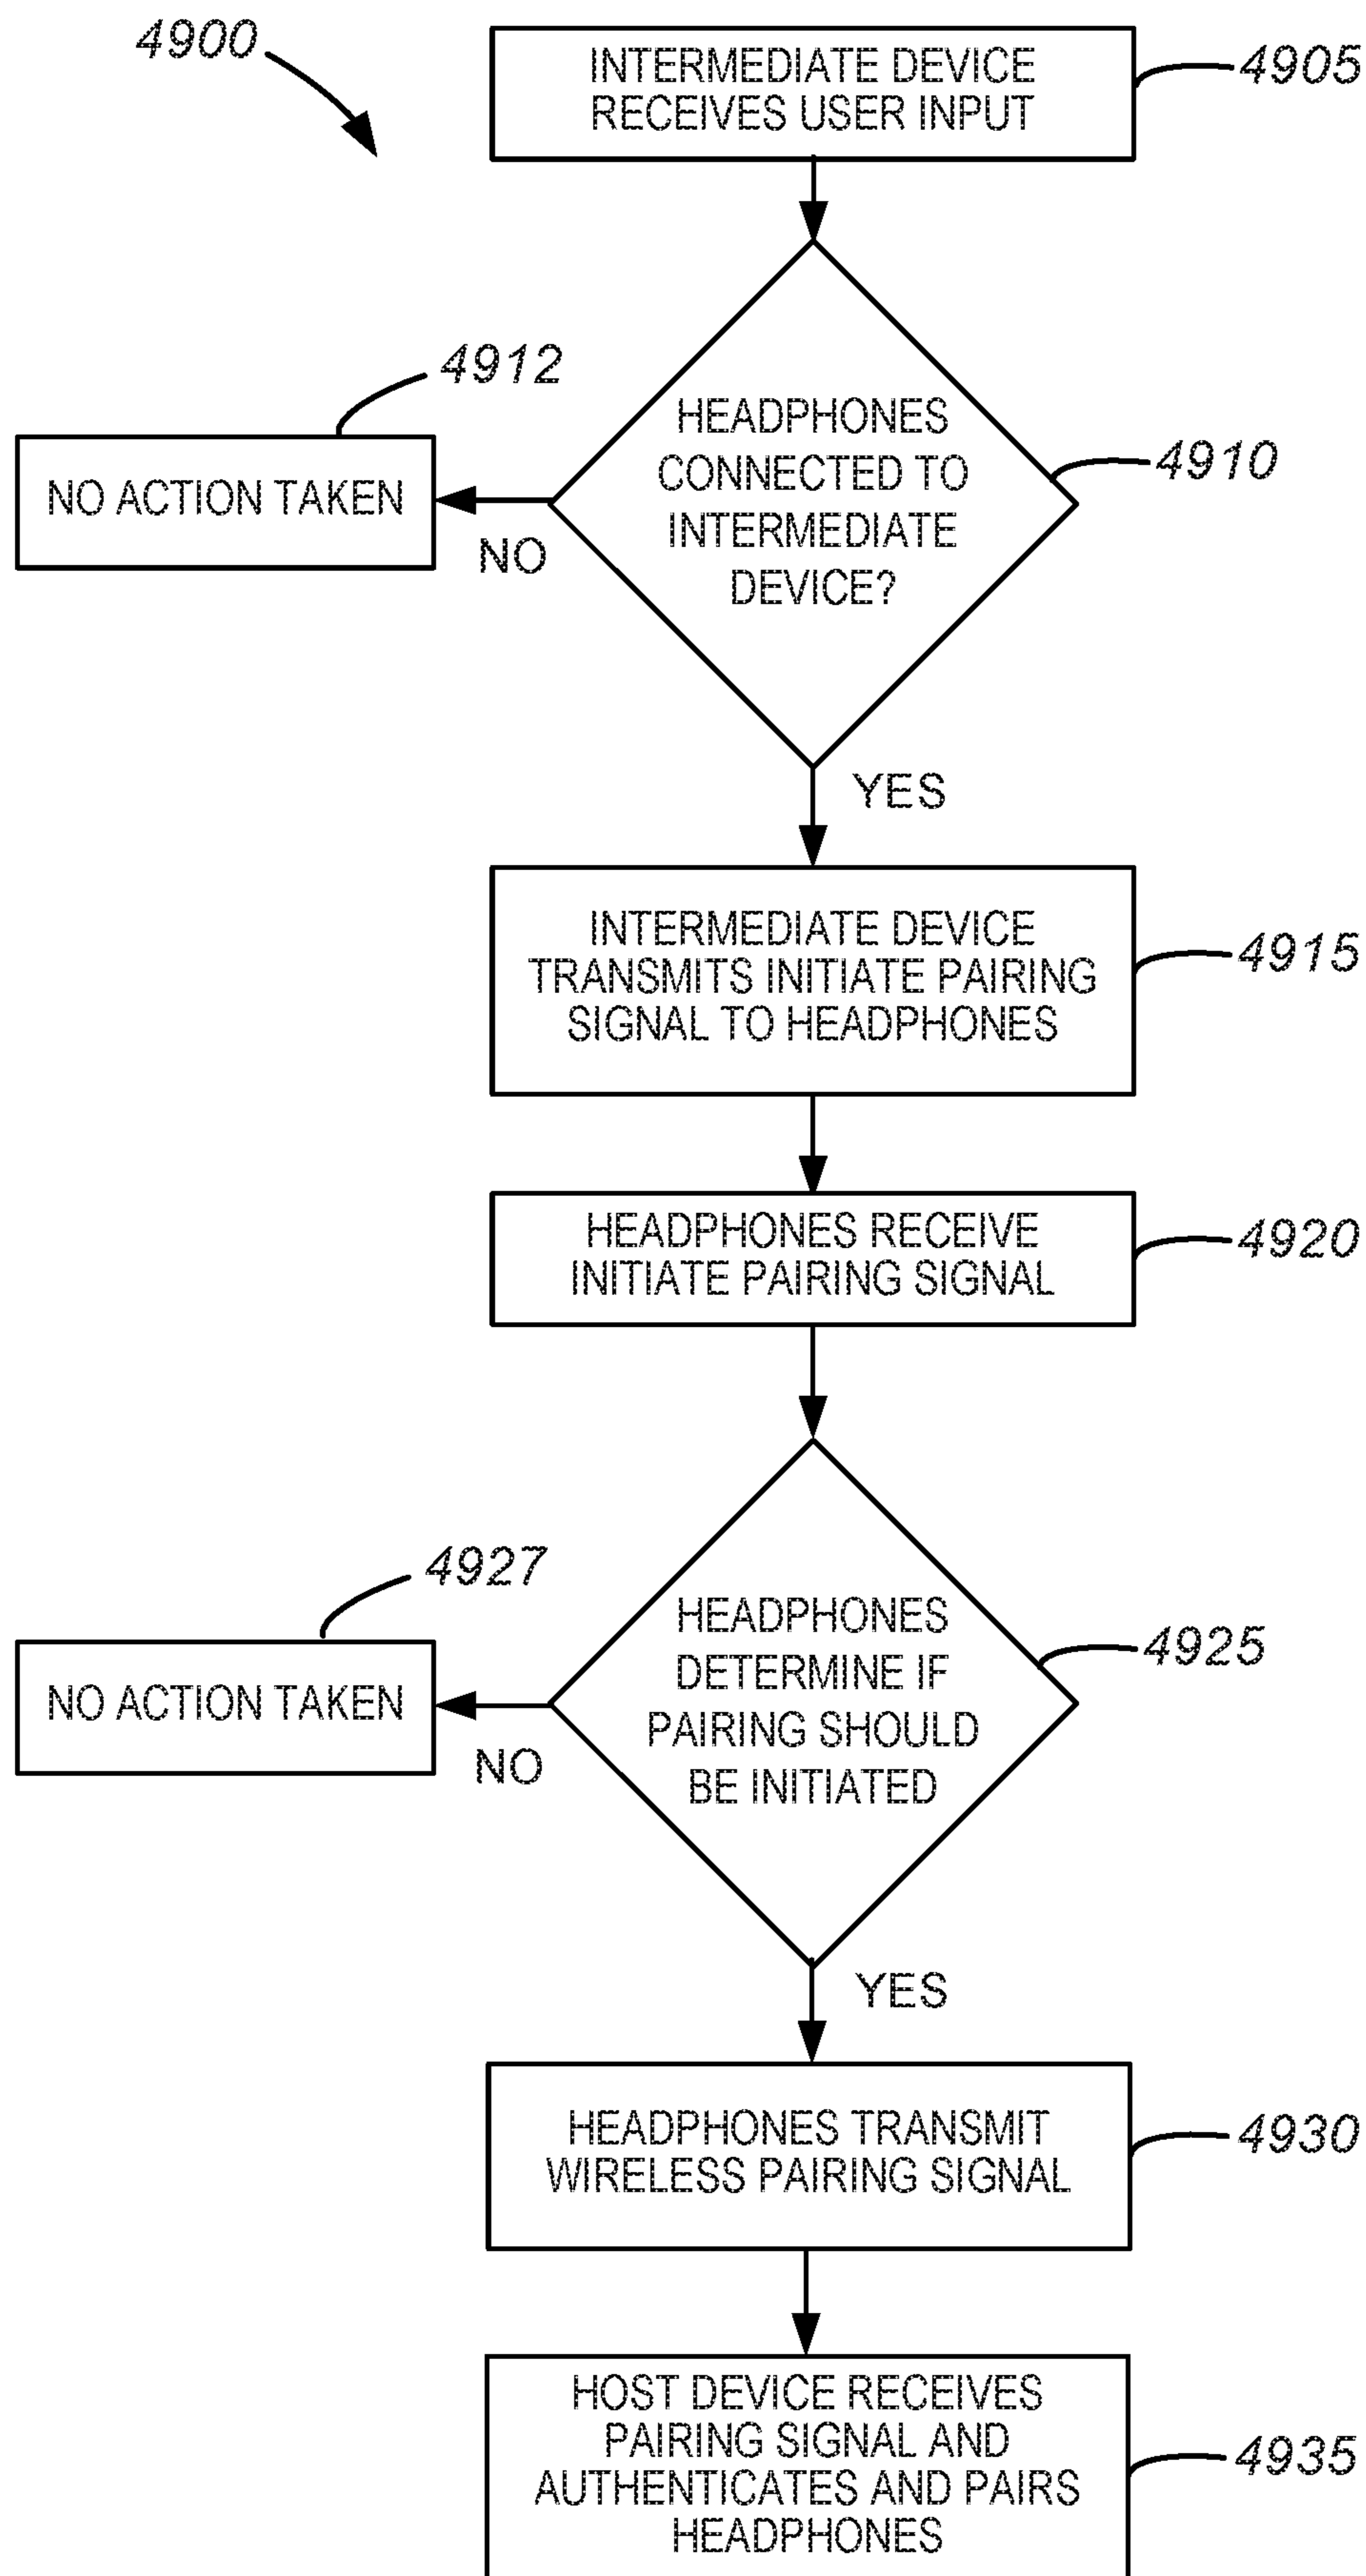 4900
INTERMEDIATE DEVICE
RECEIVES USER INPUT
4905
4912
NO ACTION TAKEN
NO
HEADPHONES
CONNECTED TO
INTERMEDIATE
DEVICE?
4910
YES
INTERMEDIATE DEVICE
TRANSMITS INITIATE PAIRING
SIGNAL TO HEADPHONES
4915
HEADPHONES RECEIVE
INITIATE PAIRING SIGNAL
4920
4927
NO ACTION TAKEN
NO
HEADPHONES
DETERMINE IF
PAIRING SHOULD
BE INITIATED
4925
YES
HEADPHONES TRANSMIT
WIRELESS PAIRING SIGNAL
4930
HOST DEVICE RECEIVES
PAIRING SIGNAL AND
AUTHENTICATES AND PAIRS
HEADPHONES
4935